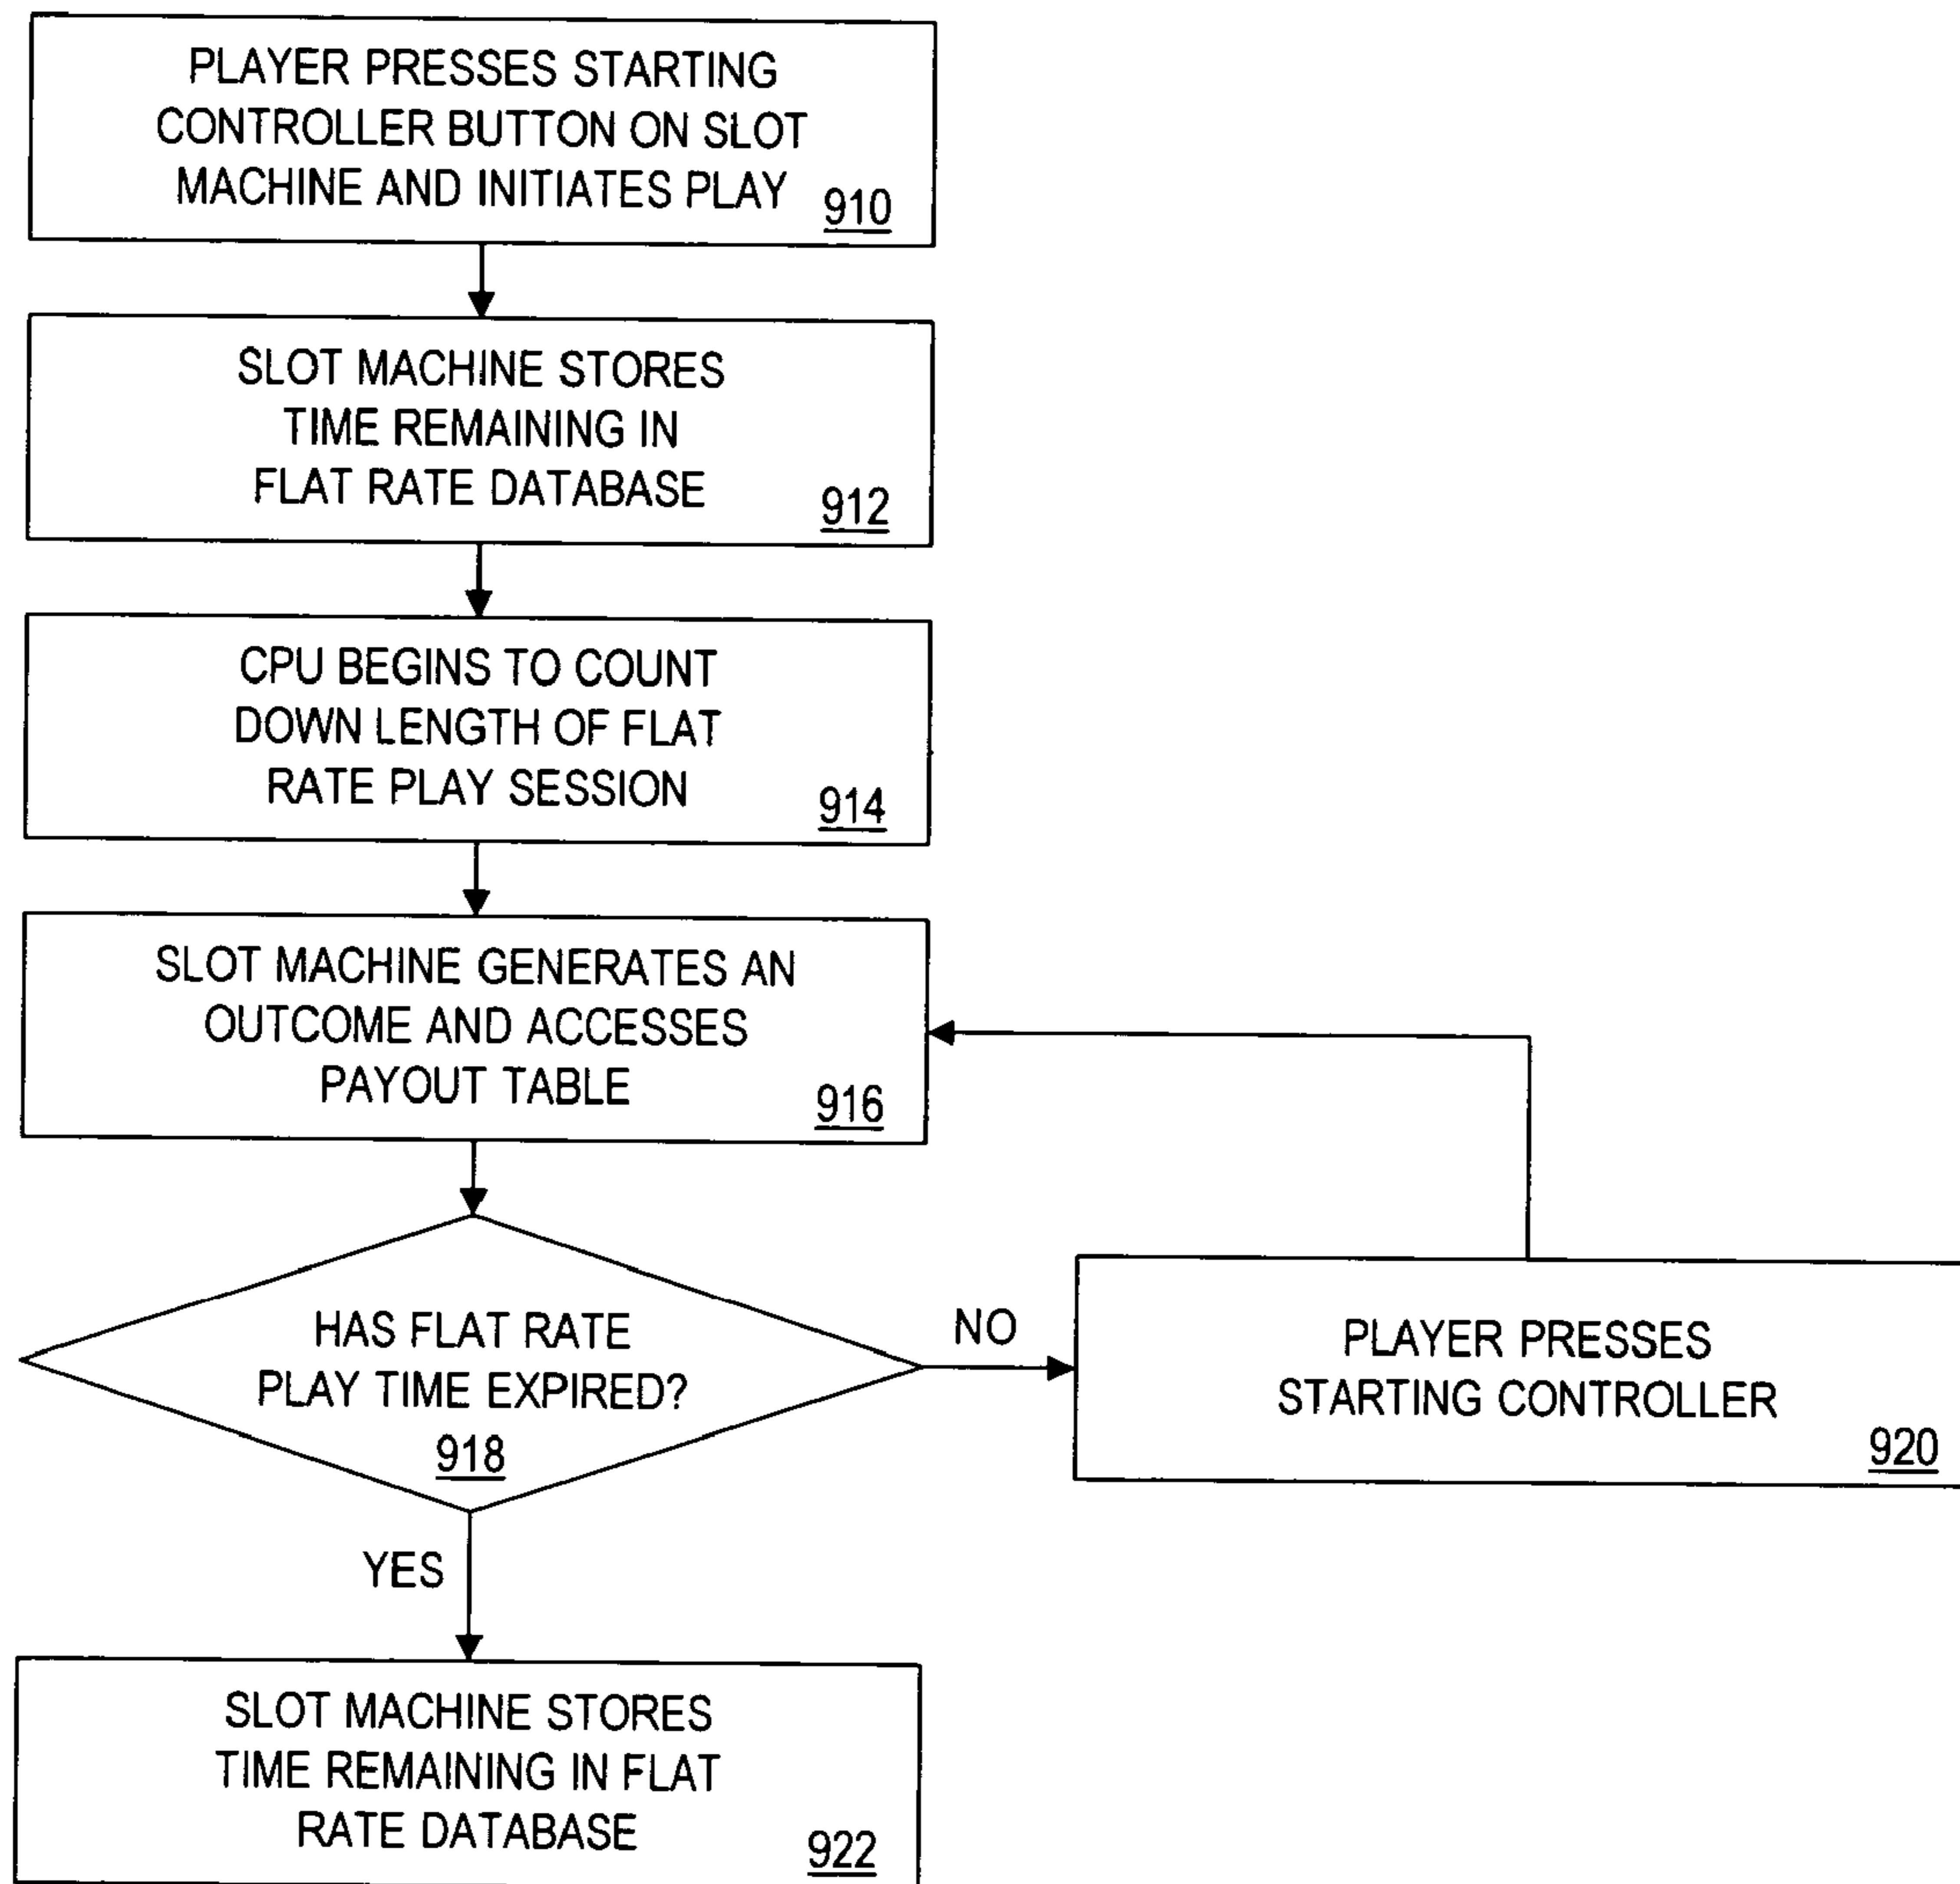 PLAYER PRESSES STARTING
CONTROLLER BUTTON ON SLOT
MACHINE AND INITIATES PLAY
910
SLOT MACHINE STORES
TIME REMAINING IN
FLAT RATE DATABASE
912
CPU BEGINS TO COUNT
DOWN LENGTH OF FLAT
RATE PLAY SESSION
914
SLOT MACHINE GENERATES AN
OUTCOME AND ACCESSES
PAYOUT TABLE
916
HAS FLAT RATE
PLAY TIME EXPIRED?
918
NO
PLAYER PRESSES
STARTING CONTROLLER
920
YES
SLOT MACHINE STORES
TIME REMAINING IN FLAT
RATE DATABASE
922